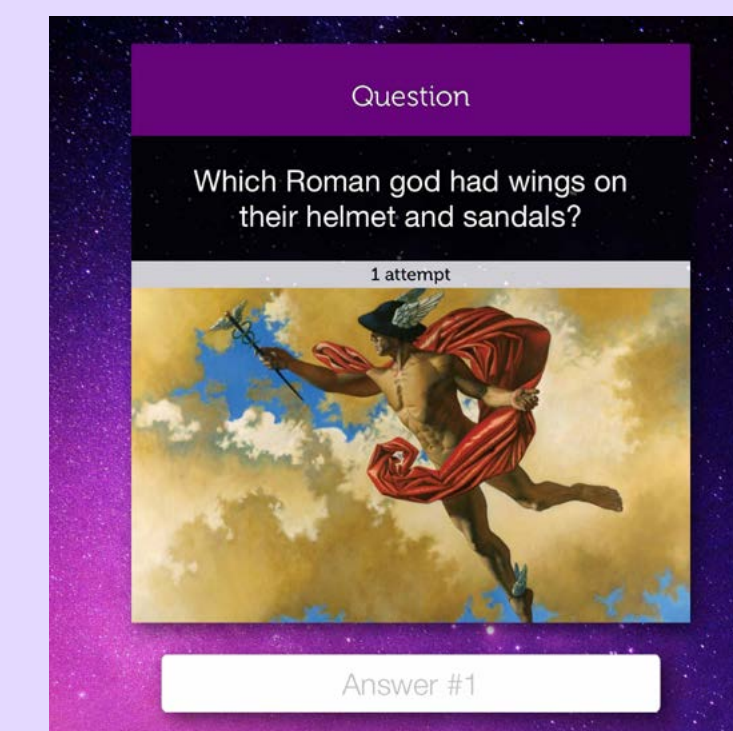 Question
Which Roman god had wings on
their helmet and sandals?
1 attempt
Answer #1